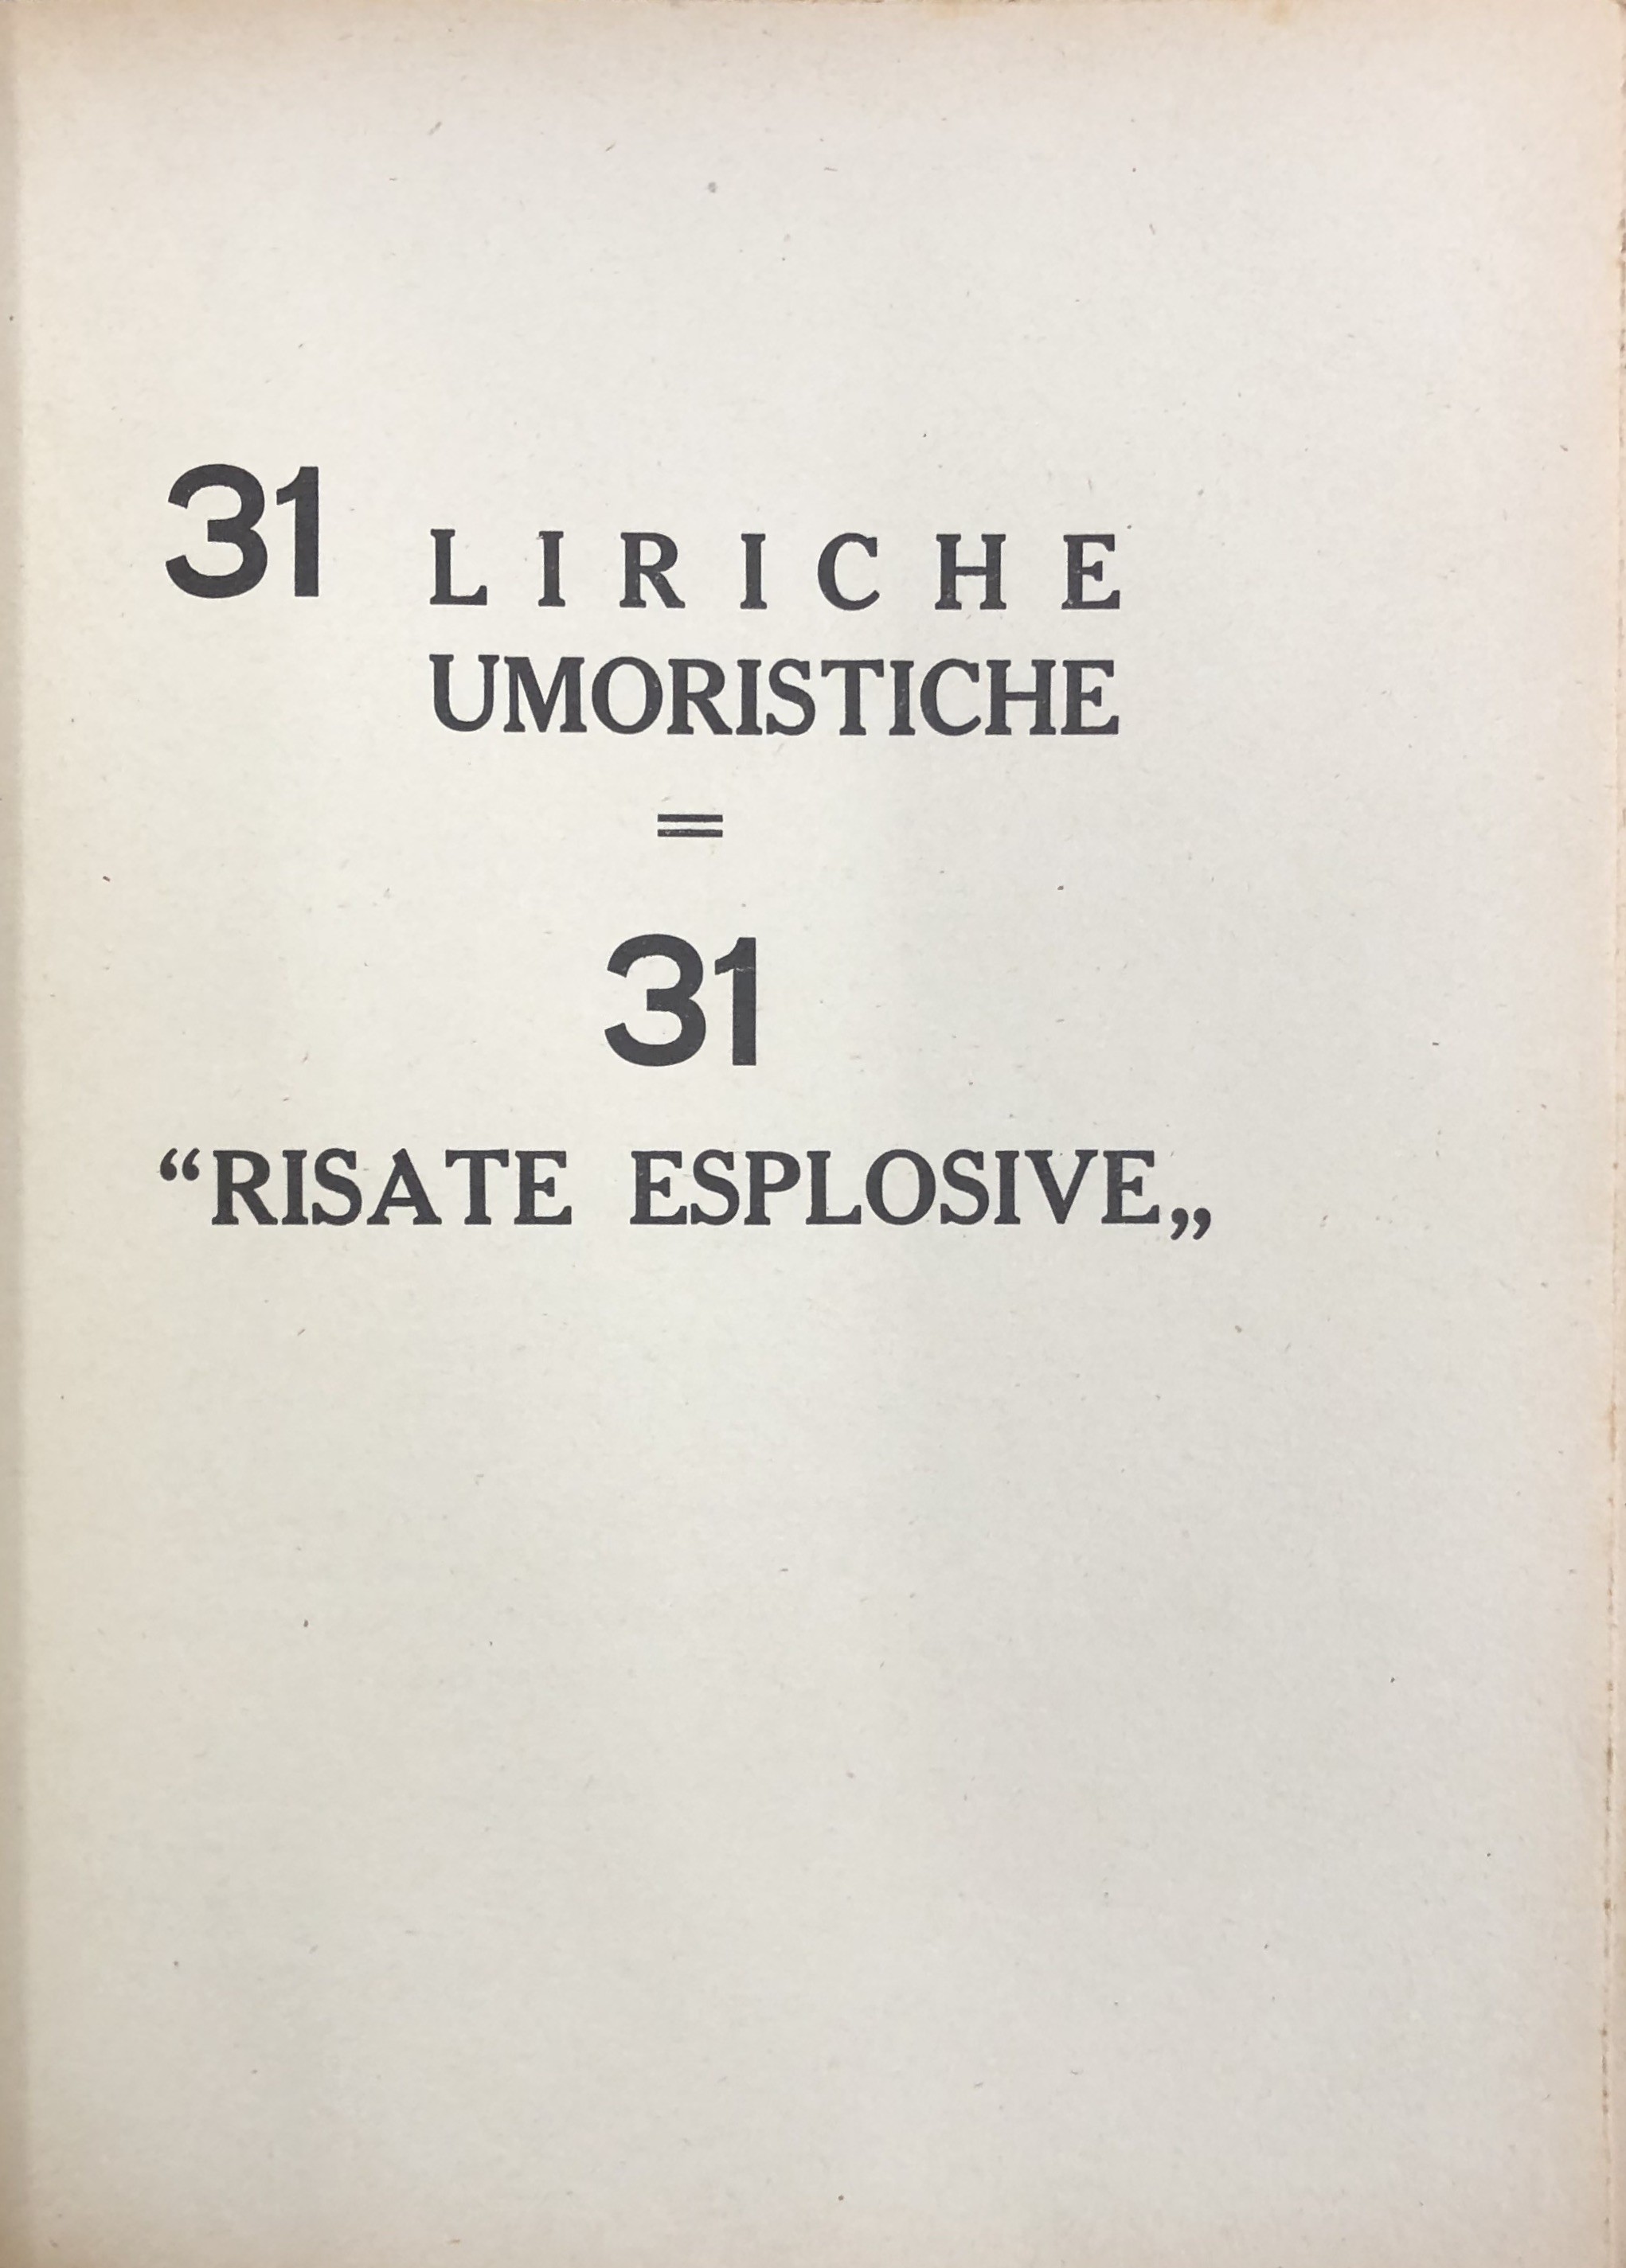 31 LIRICHE
UMORISTICHE
=
31
“RISATE ESPLOSIVE„